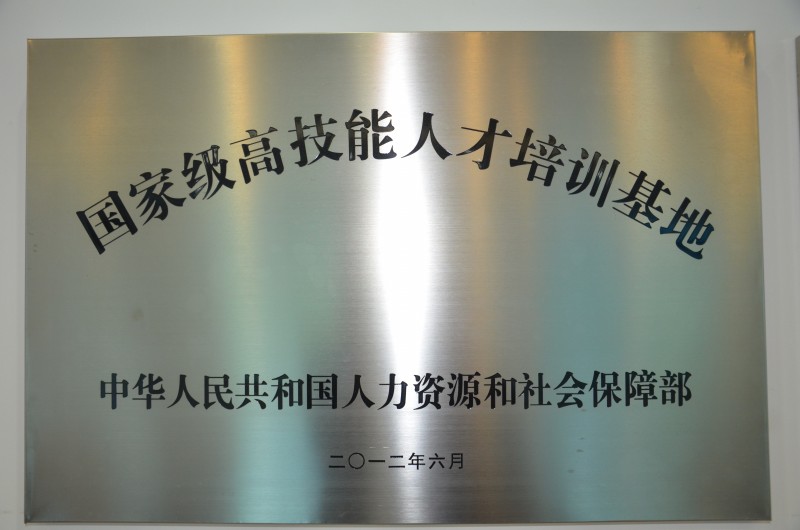 国家级高技能人才培训基地
中华人民共和国人力资源和社会保障部
二〇一二年六月